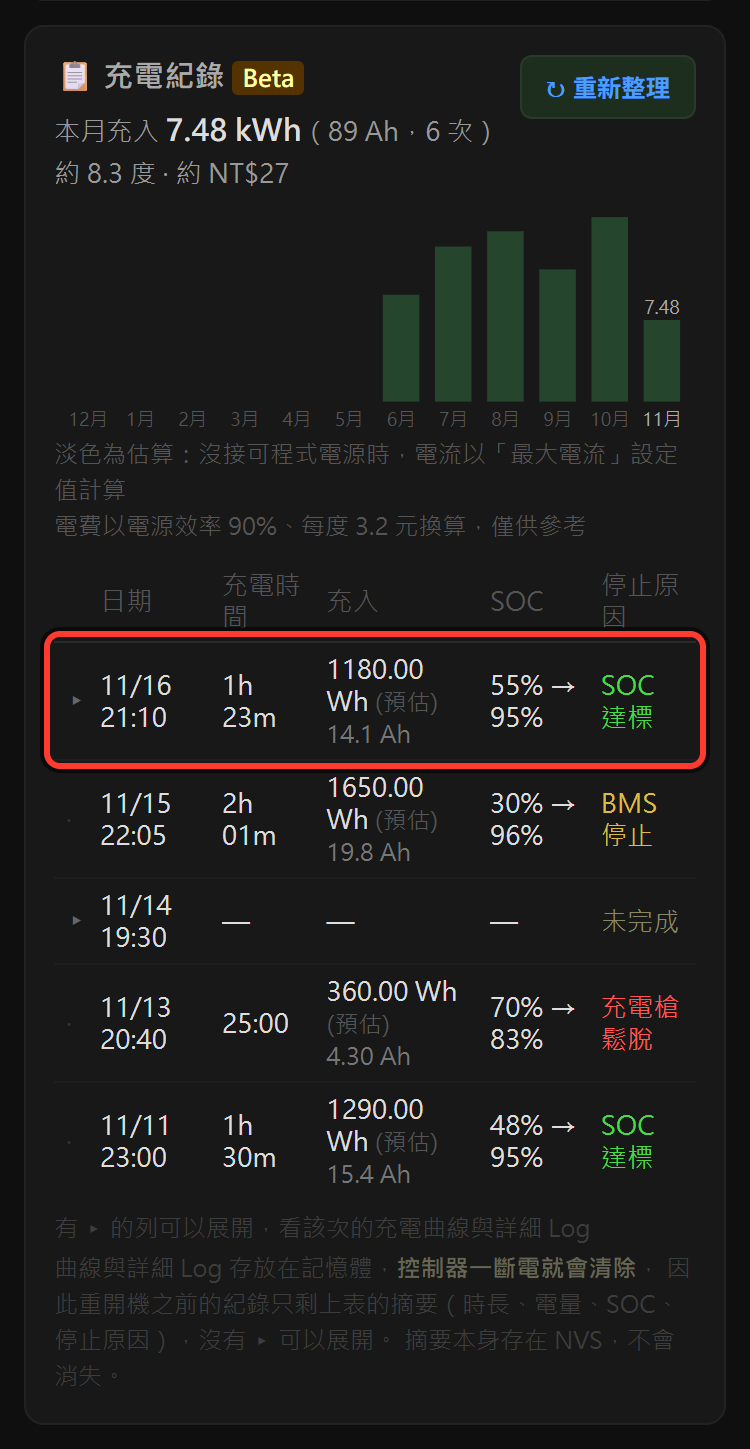 📋 充電紀錄 Beta
↻ 重新整理
本月充入 7.48 kWh ( 89 Ah，6 次 )
約 8.3 度 · 約 NT$27
7.48
12月 1月 2月 3月 4月 5月 6月 7月 8月 9月 10月 11月
淡色為估算：沒接可程式電源時，電流以「最大電流」設定
值計算
電費以電源效率 90%、每度 3.2 元換算，僅供參考
日期 充電時間 充入 SOC 停止原因
▸ 11/16 21:10 1h 23m 1180.00 Wh (預估) 14.1 Ah 55% → 95% SOC 達標
· 11/15 22:05 2h 01m 1650.00 Wh (預估) 19.8 Ah 30% → 96% BMS 停止
▸ 11/14 19:30 — — — 未完成
· 11/13 20:40 25:00 360.00 Wh (預估) 4.30 Ah 70% → 83% 充電槍鬆脫
· 11/11 23:00 1h 30m 1290.00 Wh (預估) 15.4 Ah 48% → 95% SOC 達標
有 ▸ 的列可以展開，看該次的充電曲線與詳細 Log
曲線與詳細 Log 存放在記憶體，控制器一斷電就會清除， 因
此重開機之前的紀錄只剩上表的摘要 ( 時長、電量、SOC、
停止原因 ) ，沒有 ▸ 可以展開。 摘要本身存在 NVS，不會
消失。